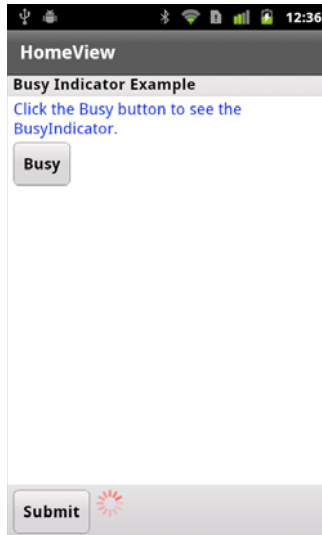 12:36
HomeView
Busy Indicator Example
Click the Busy button to see the
BusyIndicator.
Busy
Submit